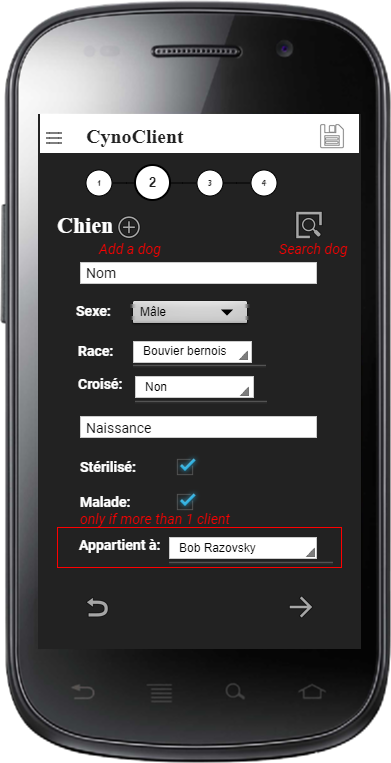 CynoClient
1 2 3 4
Chien
Add a dog Search dog
Nom
Sexe: Mâle
Race: Bouvier bernois
Croisé: Non
Naissance
Stérilisé:
Malade:
only if more than 1 client
Appartient à: Bob Razovsky